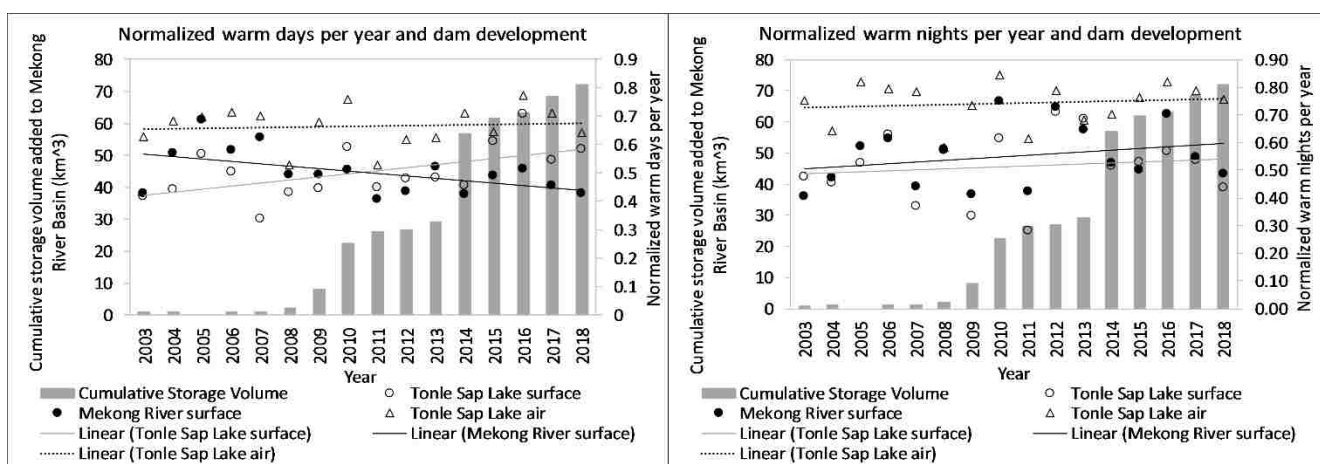 Normalized warm days per year and dam development
Cumulative storage volume added to Mekong
River Basin (km^3)
80
70
60
50
40
30
20
10
0
0.9
0.8
0.7
0.6
0.5
0.4
0.3
0.2
0.1
0
Normalized warm days per year
2003
2004
2005
2006
2007
2008
2009
2010
2011
2012
2013
2014
2015
2016
2017
2018
Year
Cumulative Storage Volume
Tonle Sap Lake surface
Mekong River surface
Tonle Sap Lake air
Linear (Tonle Sap Lake surface)
Linear (Mekong River surface)
Linear (Tonle Sap Lake air)
Normalized warm nights per year and dam development
Cumulative storage volume added to Mekong
River Basin (km^3)
80
70
60
50
40
30
20
10
0
0.90
0.80
0.70
0.60
0.50
0.40
0.30
0.20
0.10
0.00
Normalized warm nights per year
2003
2004
2005
2006
2007
2008
2009
2010
2011
2012
2013
2014
2015
2016
2017
2018
Year
Cumulative Storage Volume
Tonle Sap Lake surface
Mekong River surface
Tonle Sap Lake air
Linear (Tonle Sap Lake surface)
Linear (Mekong River surface)
Linear (Tonle Sap Lake air)